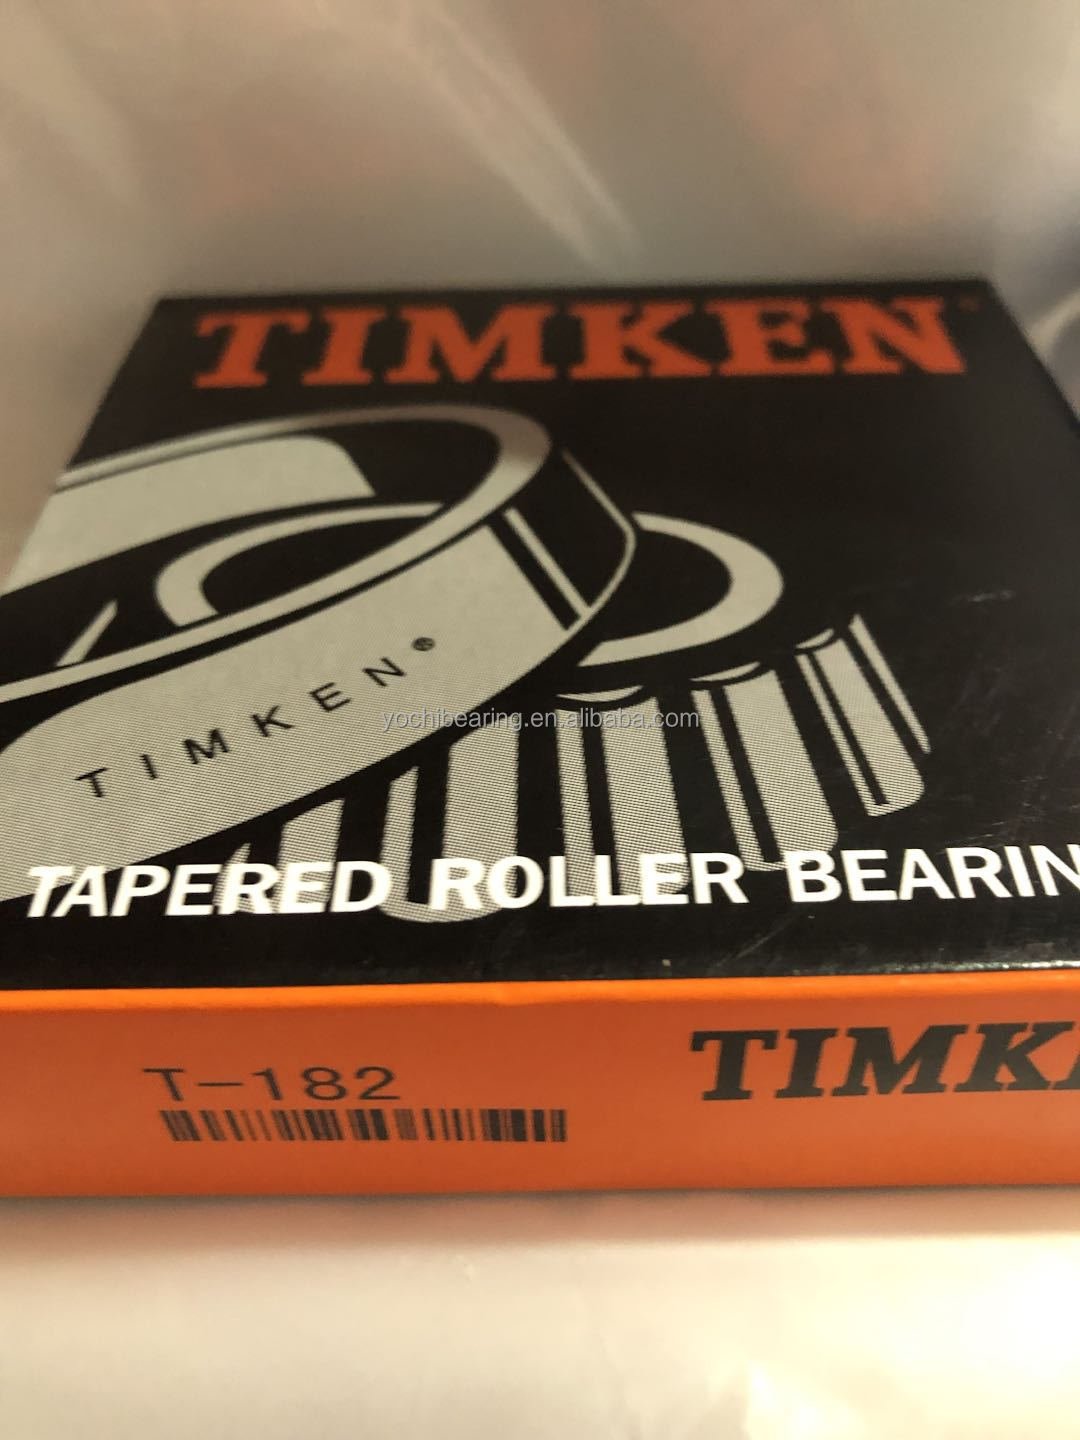 TIMKEN
TIMKEN®
yochibearing.en.alibaba.com
TAPERED ROLLER BEARIN
T-182
TIMK